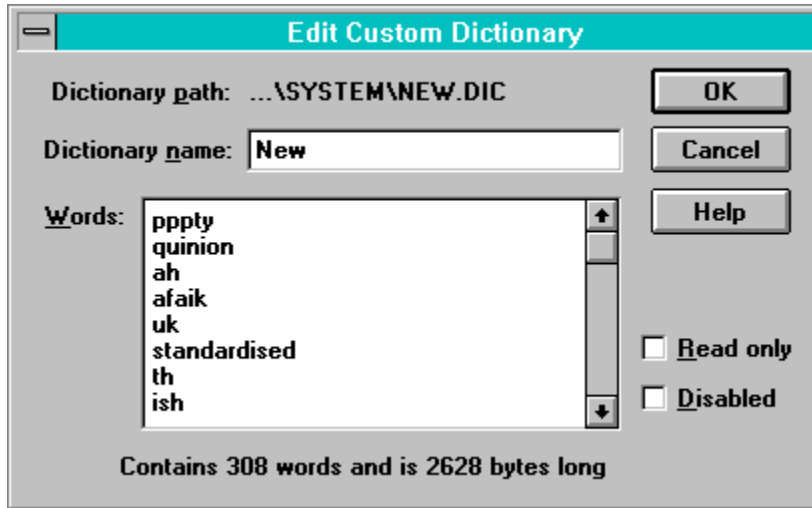 Edit Custom Dictionary
Dictionary path: ...\SYSTEM\NEW.DIC
OK
Dictionary name: New
Cancel
Words:
Help
pppty
quinion
ah
afaik
uk
standardised
th
ish
Read only
Disabled
Contains 308 words and is 2628 bytes long